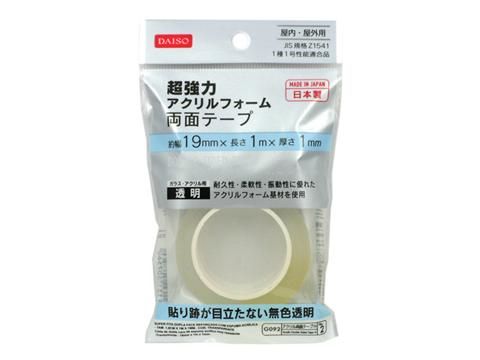 DAISO
屋内・屋外用
JIS規格Z1541
1種1号性能適合品
MADE IN JAPAN
日本製
超強力
アクリルフォーム
両面テープ
約幅19mm×長さ1m×厚さ1mm
ガラス・アクリル用
透明
耐久性・柔軟性・振動性に優れた
アクリルフォーム基材を使用
貼り跡が目立たない無色透明
G092